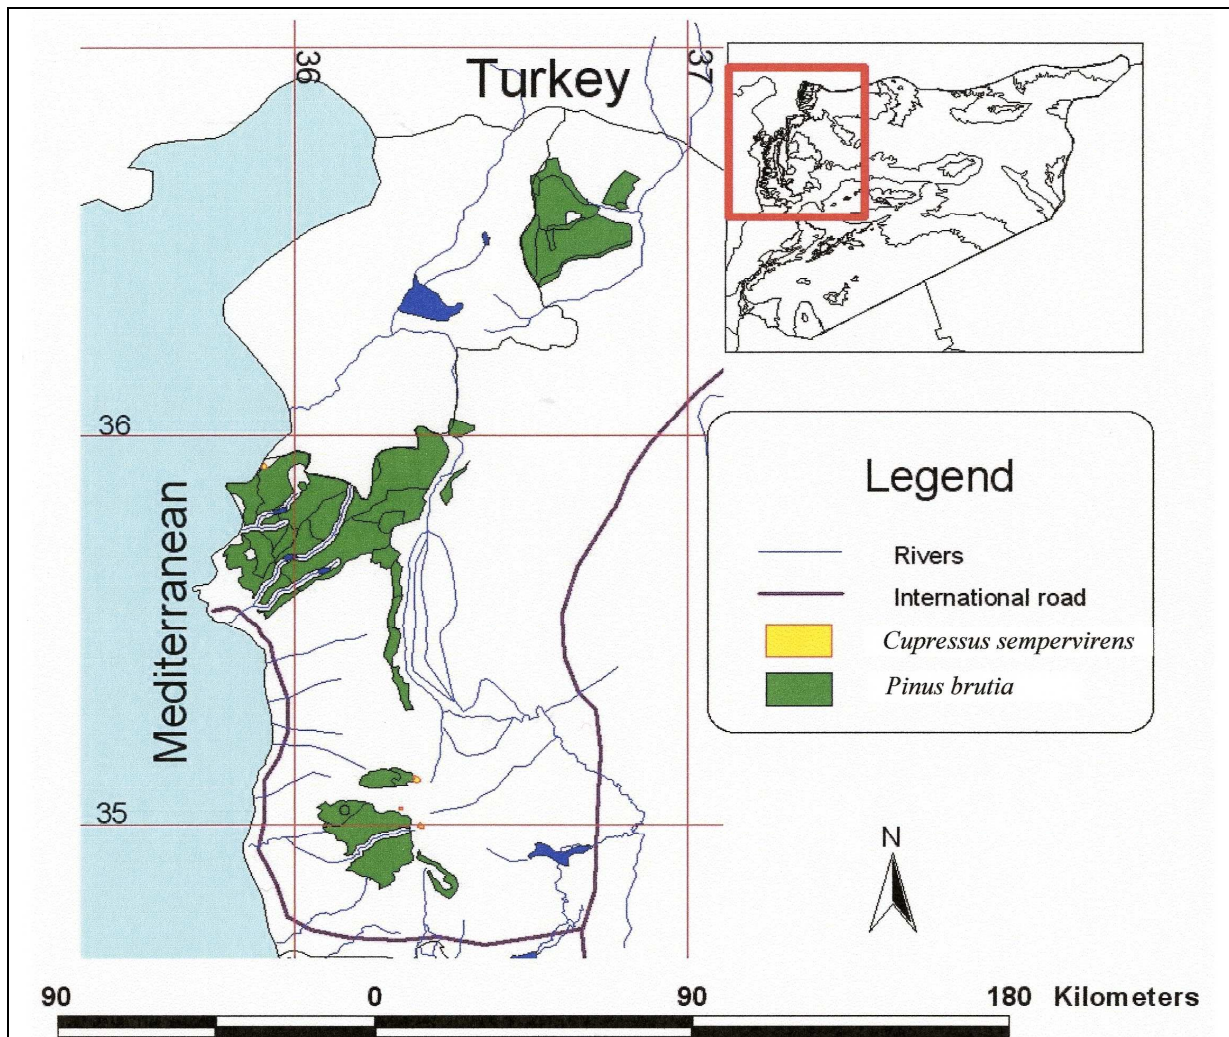 36
Turkey
37
36
Mediterranean
35
Legend
Rivers
International road
Cupressus sempervirens
Pinus brutia
N
90 0 90 180 Kilometers